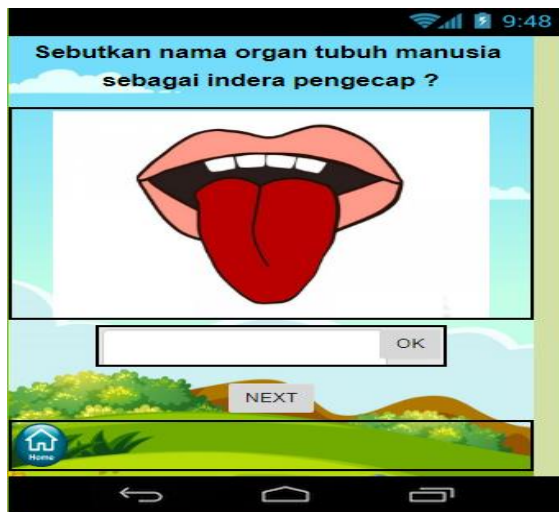 9:48
Sebutkan nama organ tubuh manusia
sebagai indera pengecap ?
OK
NEXT
Home